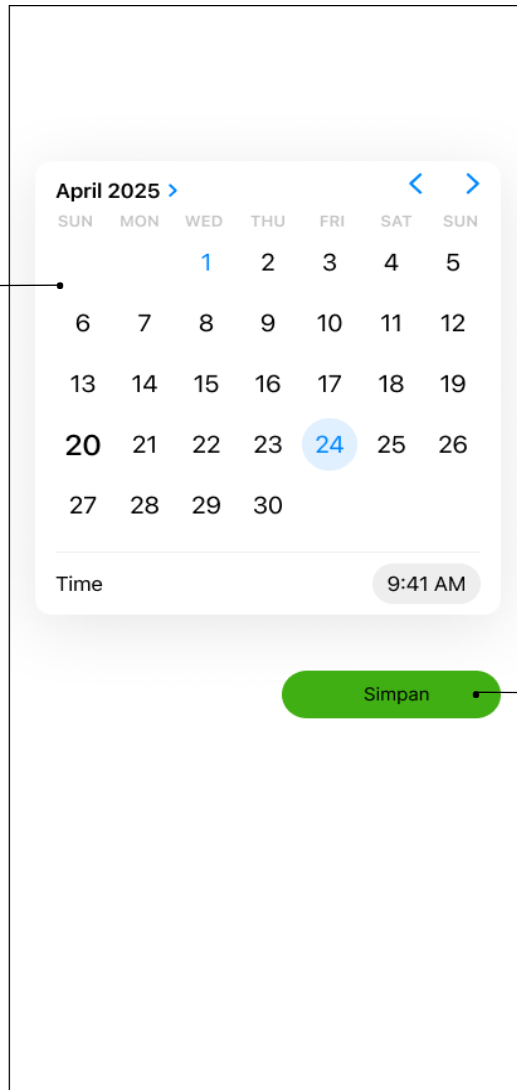 April 2025
SUN MON WED THU FRI SAT SUN
1 2 3 4 5
6 7 8 9 10 11 12
13 14 15 16 17 18 19
20 21 22 23 24 25 26
27 28 29 30
Time 9:41 AM
Simpan